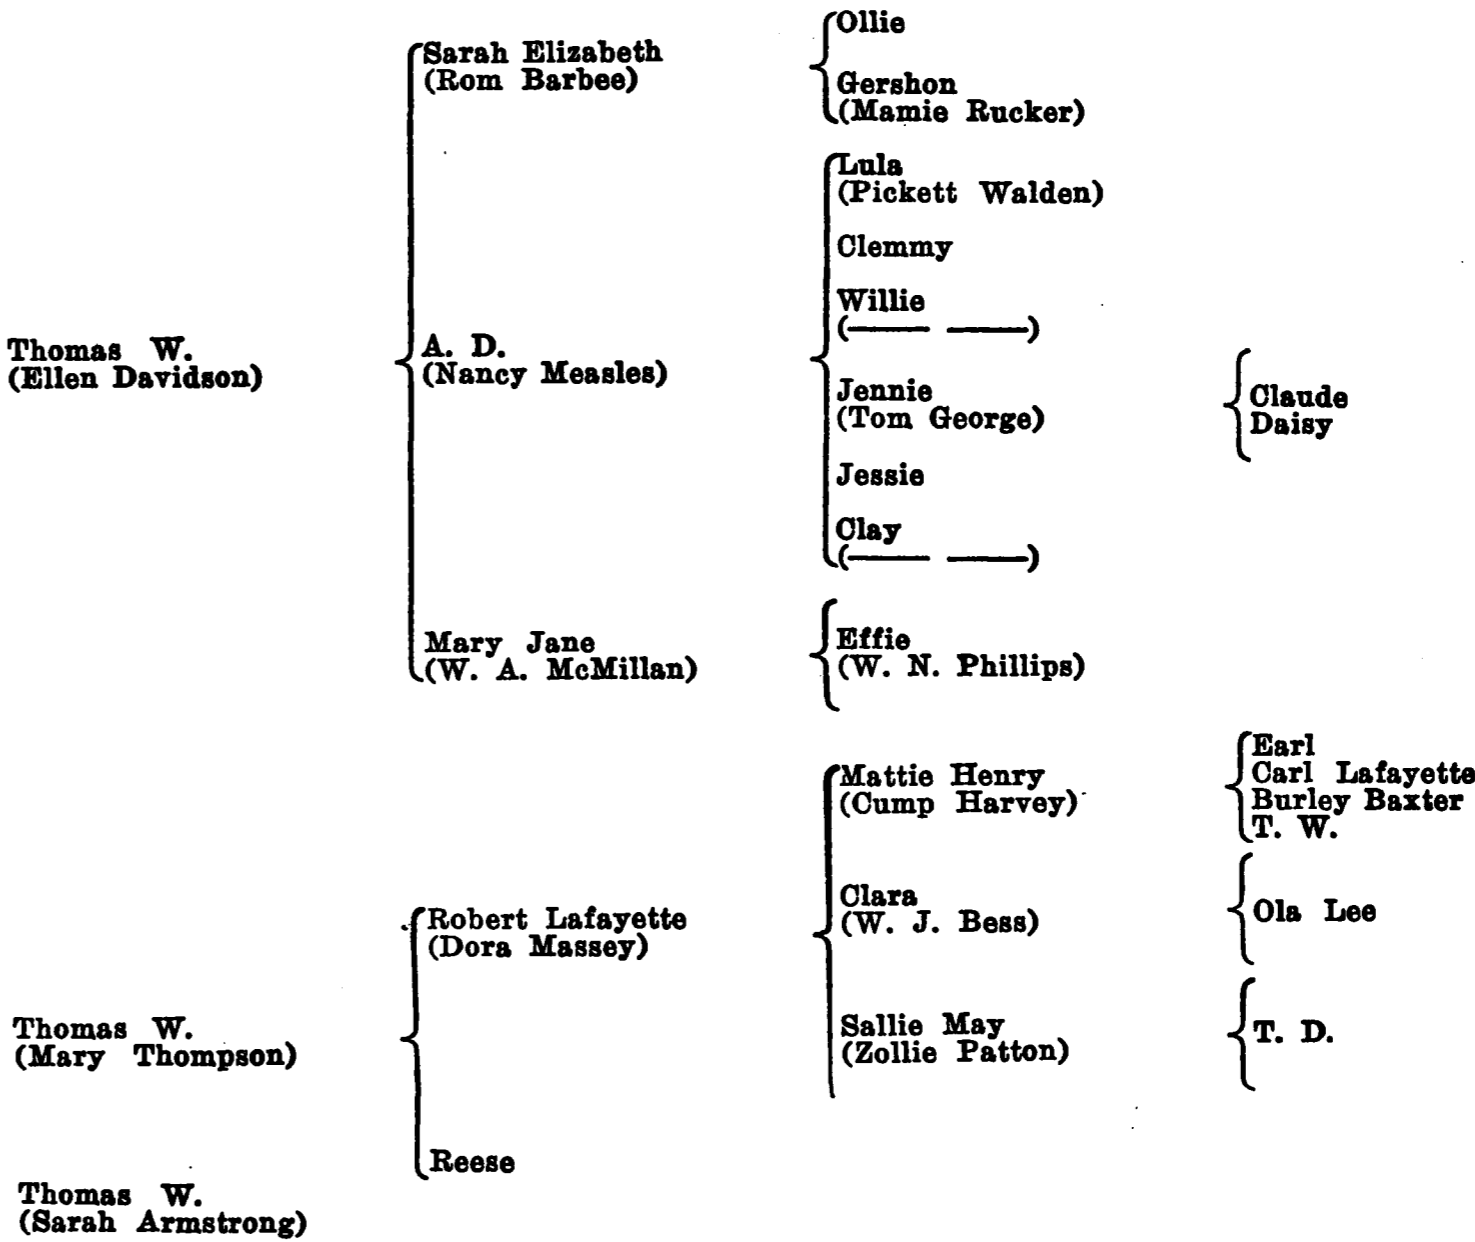 Thomas W.
(Ellen Davidson)
Sarah Elizabeth
(Rom Barbee)
Ollie
Gershon
(Mamie Rucker)
A. D.
(Nancy Measles)
Lula
(Pickett Walden)
Clemmy
Willie
(—— ——)
Jennie
(Tom George)
Claude
Daisy
Jessie
Clay
(—— ——)
Mary Jane
(W. A. McMillan)
Effie
(W. N. Phillips)
Thomas W.
(Mary Thompson)
Robert Lafayette
(Dora Massey)
Mattie Henry
(Cump Harvey)
Earl
Carl Lafayette
Burley Baxter
T. W.
Clara
(W. J. Bess)
Ola Lee
Sallie May
(Zollie Patton)
T. D.
Reese
Thomas W.
(Sarah Armstrong)